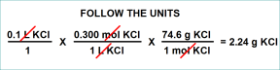 FOLLOW THE UNITS
0.1 L KCl / 1 X 0.300 mol KCl / 1 L KCl X 74.6 g KCl / 1 mol KCl = 2.24 g KCl